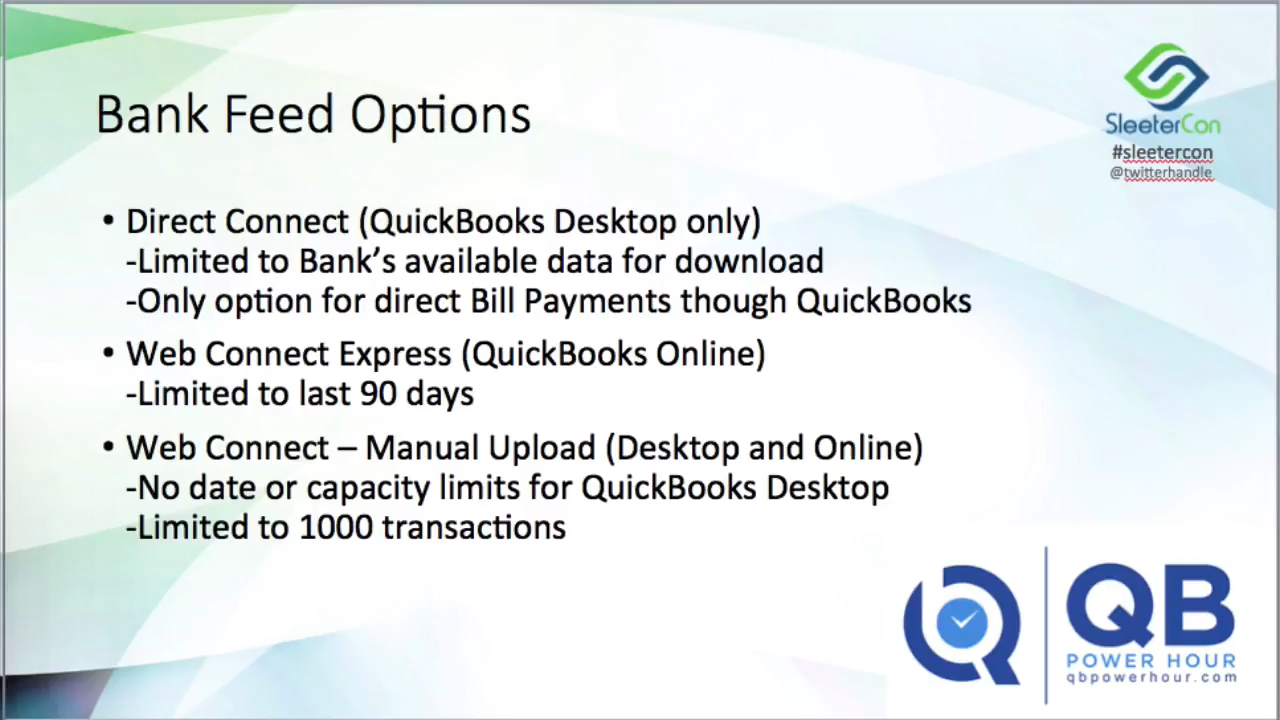 Bank Feed Options
SleeterCon
#sleetercon
@twitterhandle
• Direct Connect (QuickBooks Desktop only)
-Limited to Bank’s available data for download
-Only option for direct Bill Payments though QuickBooks
• Web Connect Express (QuickBooks Online)
-Limited to last 90 days
• Web Connect – Manual Upload (Desktop and Online)
-No date or capacity limits for QuickBooks Desktop
-Limited to 1000 transactions
QB
POWER HOUR
qbpowerhour.com